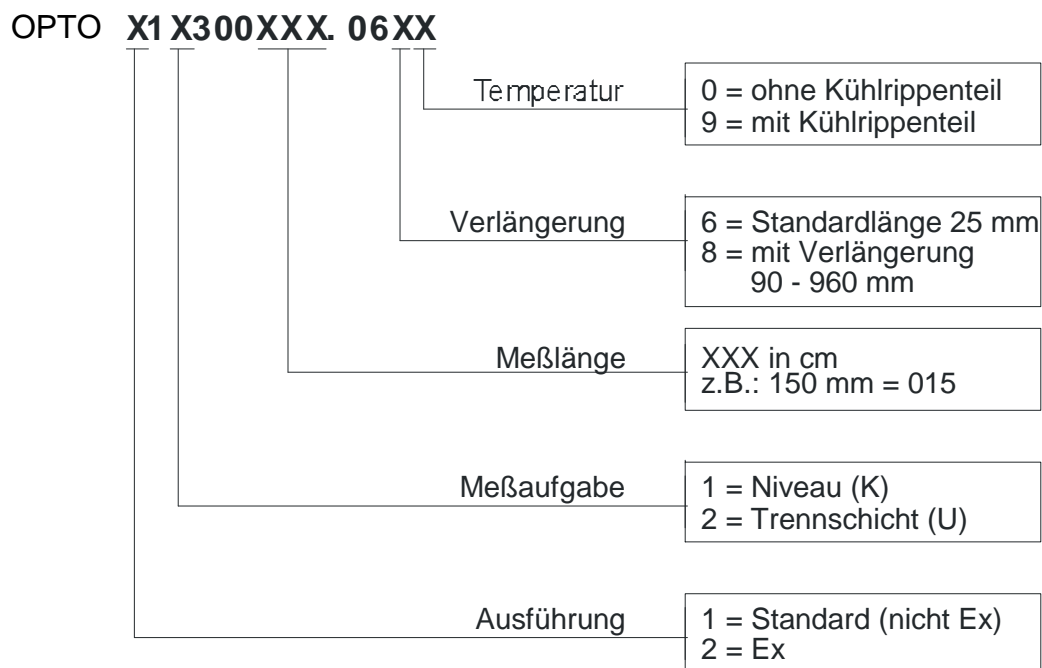 OPTO X1X300XXX.06XX
Temperatur
0 = ohne Kühlrippenteil
9 = mit Kühlrippenteil
Verlängerung
6 = Standardlänge 25 mm
8 = mit Verlängerung
90 - 960 mm
Meßlänge
XXX in cm
z.B.: 150 mm = 015
Meßaufgabe
1 = Niveau (K)
2 = Trennschicht (U)
Ausführung
1 = Standard (nicht Ex)
2 = Ex